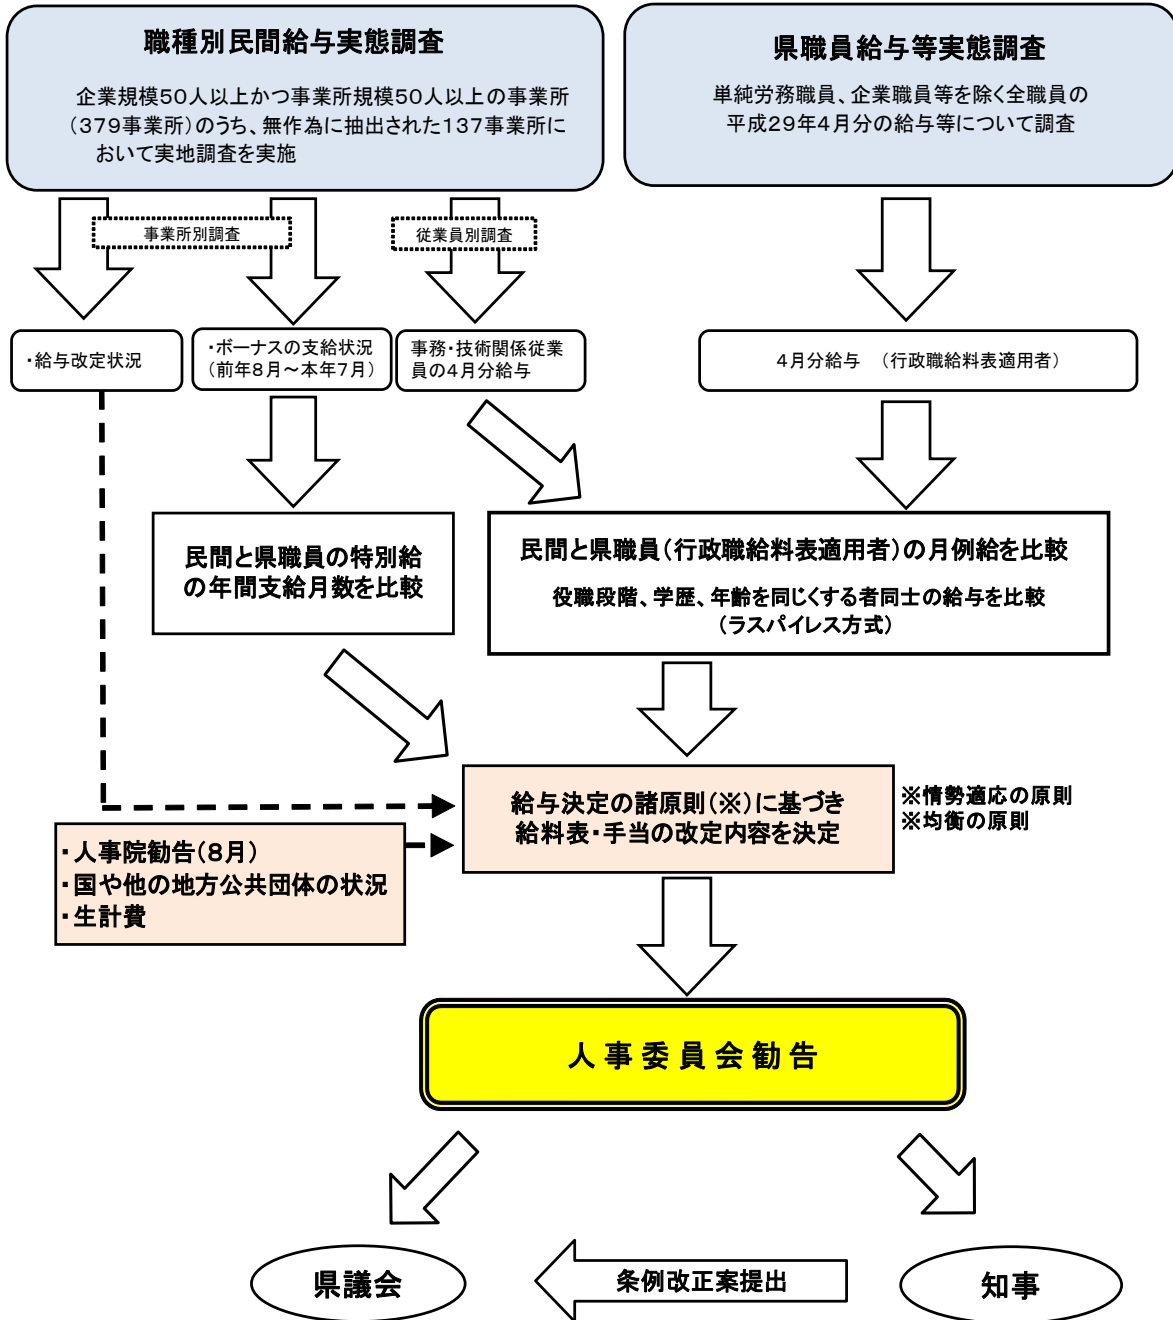 職種別民間給与実態調査
企業規模50人以上かつ事業所規模50人以上の事業所
(379事業所)のうち、無作為に抽出された137事業所に
おいて実地調査を実施
県職員給与等実態調査
単純労務職員、企業職員等を除く全職員の
平成29年4月分の給与等について調査
事業所別調査
従業員別調査
・給与改定状況
・ボーナスの支給状況
(前年8月～本年7月)
事務・技術関係従業
員の4月分給与
4月分給与 (行政職給料表適用者)
民間と県職員の特別給
の年間支給月数を比較
民間と県職員(行政職給料表適用者)の月例給を比較
役職段階、学歴、年齢を同じくする者同士の給与を比較
(ラスパイレス方式)
給与決定の諸原則(※)に基づき
給料表・手当の改定内容を決定
※情勢適応の原則
※均衡の原則
・人事院勧告(8月)
・国や他の地方公共団体の状況
・生計費
人事委員会勧告
県議会
条例改正案提出
知事